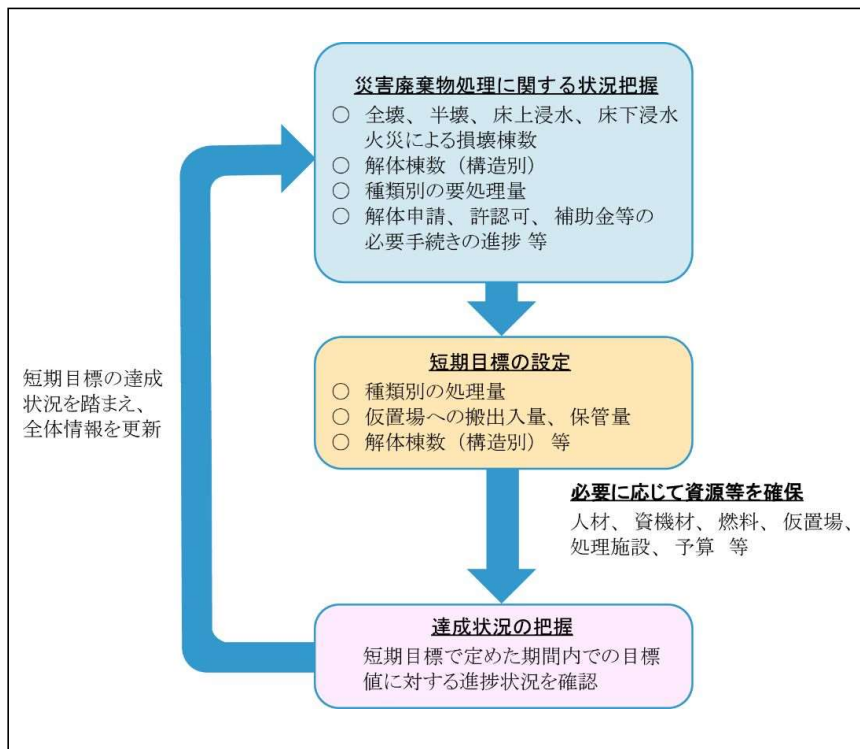 災害廃棄物処理に関する状況把握
○ 全壊、半壊、床上浸水、床下浸水
火災による損壊棟数
○ 解体棟数（構造別）
○ 種類別の要処理量
○ 解体申請、許認可、補助金等の
必要手続きの進捗 等
短期目標の設定
○ 種類別の処理量
○ 仮置場への搬出入量、保管量
○ 解体棟数（構造別） 等
短期目標の達成
状況を踏まえ、
全体情報を更新
必要に応じて資源等を確保
人材、資機材、燃料、仮置場、
処理施設、予算 等
達成状況の把握
短期目標で定めた期間内での目標
値に対する進捗状況を確認